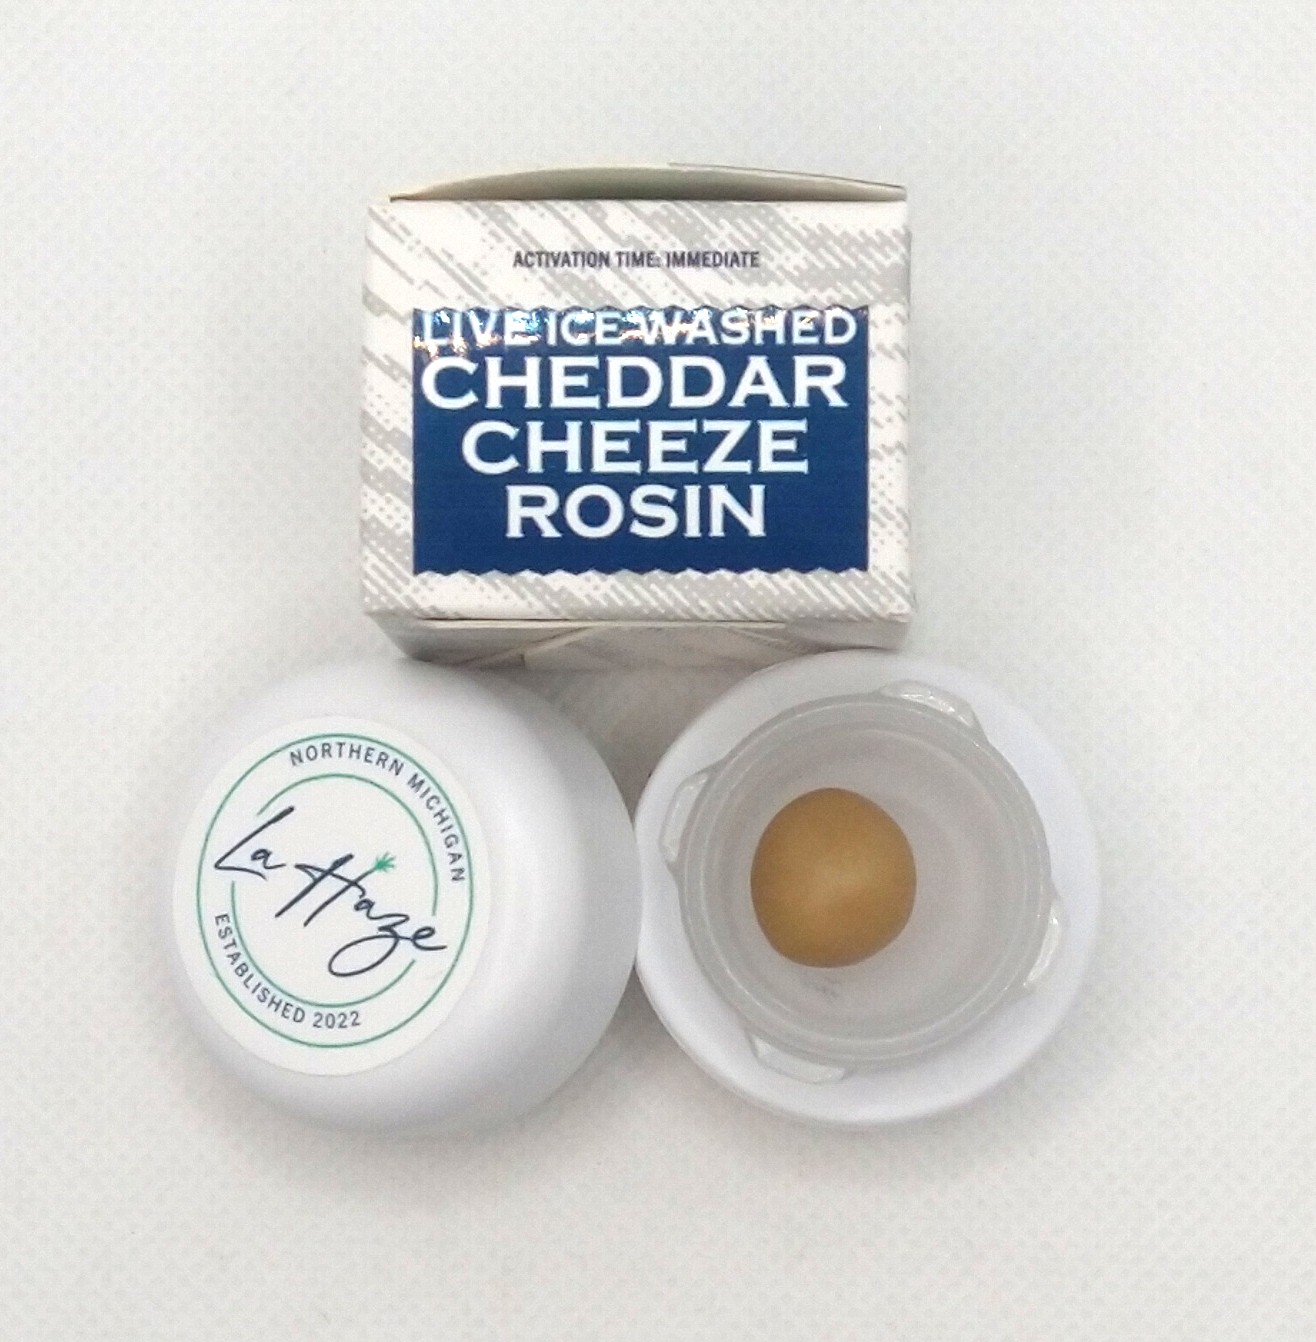 ACTIVATION TIME: IMMEDIATE
LIVE ICE WASHED
CHEDDAR
CHEEZE
ROSIN
NORTHERN MICHIGAN
La Haze
ESTABLISHED 2022